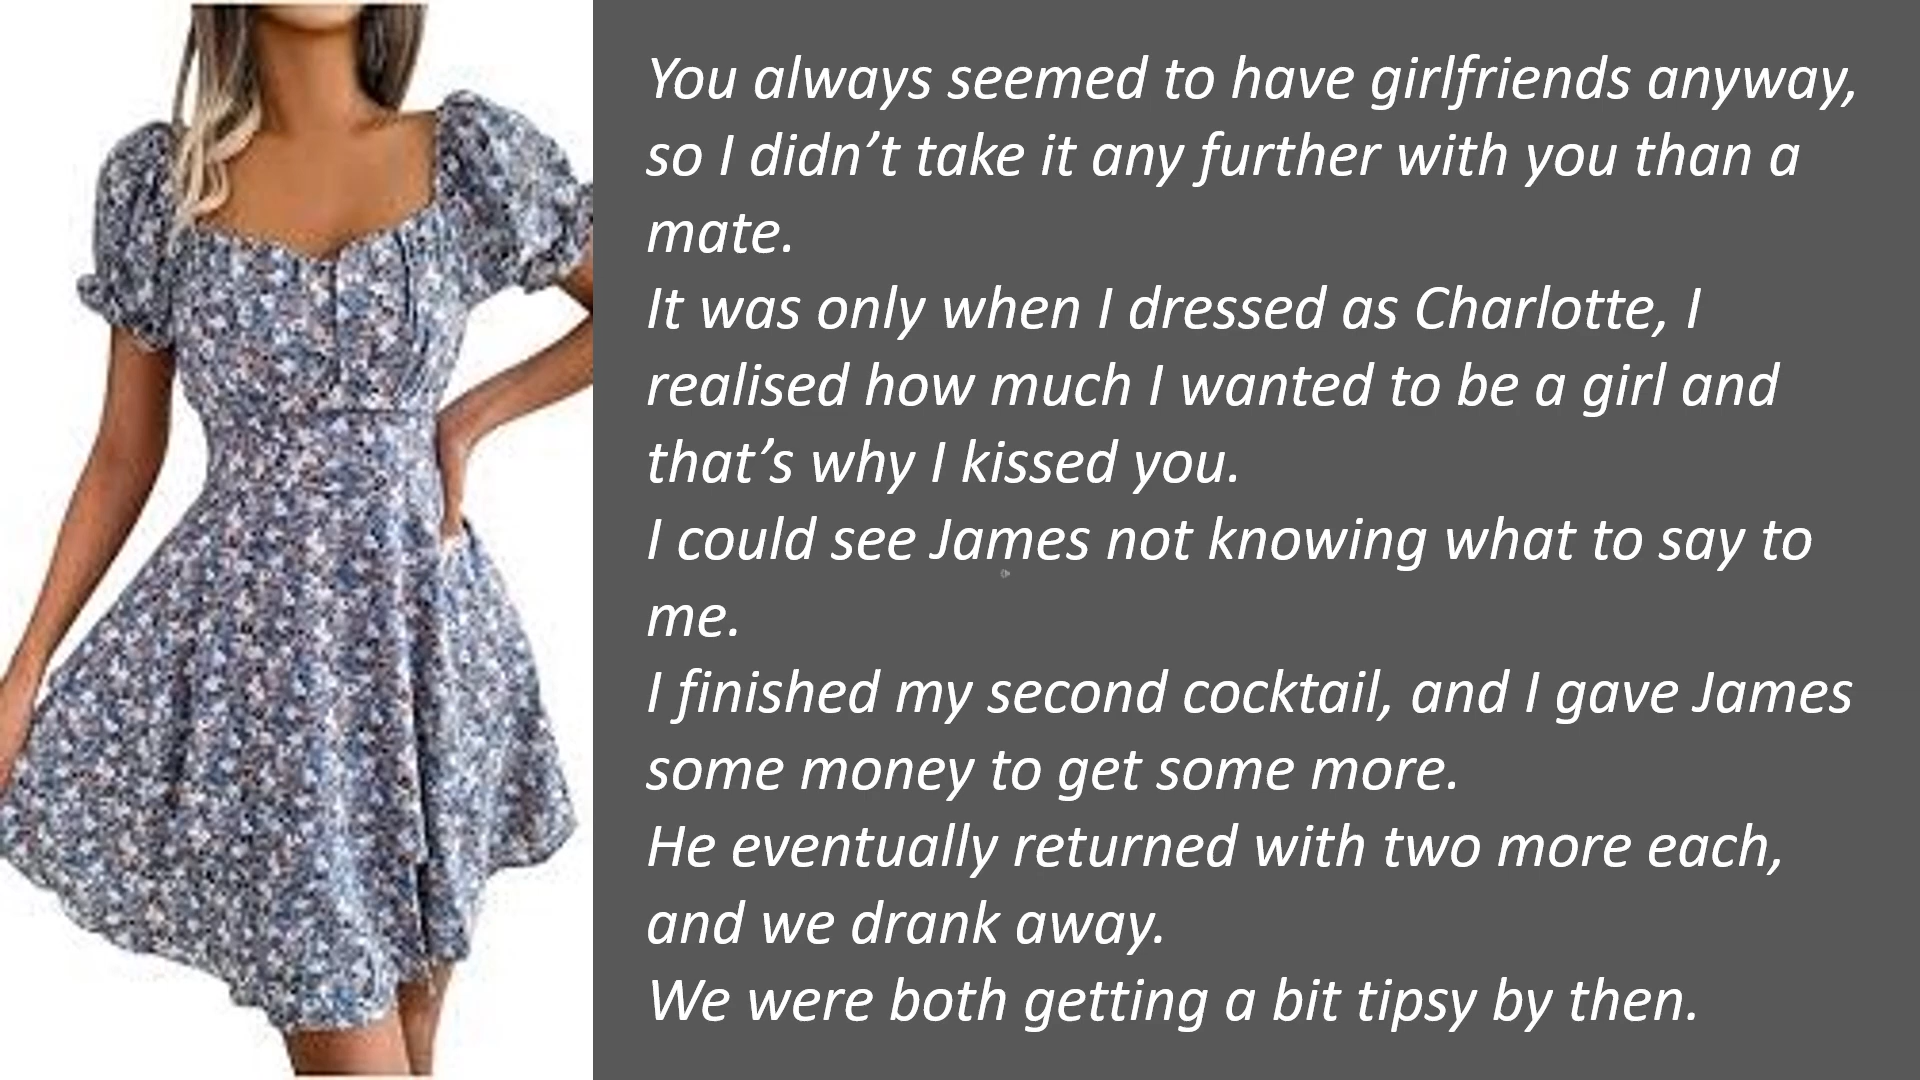 You always seemed to have girlfriends anyway,
so I didn’t take it any further with you than a
mate.
It was only when I dressed as Charlotte, I
realised how much I wanted to be a girl and
that’s why I kissed you.
I could see James not knowing what to say to
me.
I finished my second cocktail, and I gave James
some money to get some more.
He eventually returned with two more each,
and we drank away.
We were both getting a bit tipsy by then.